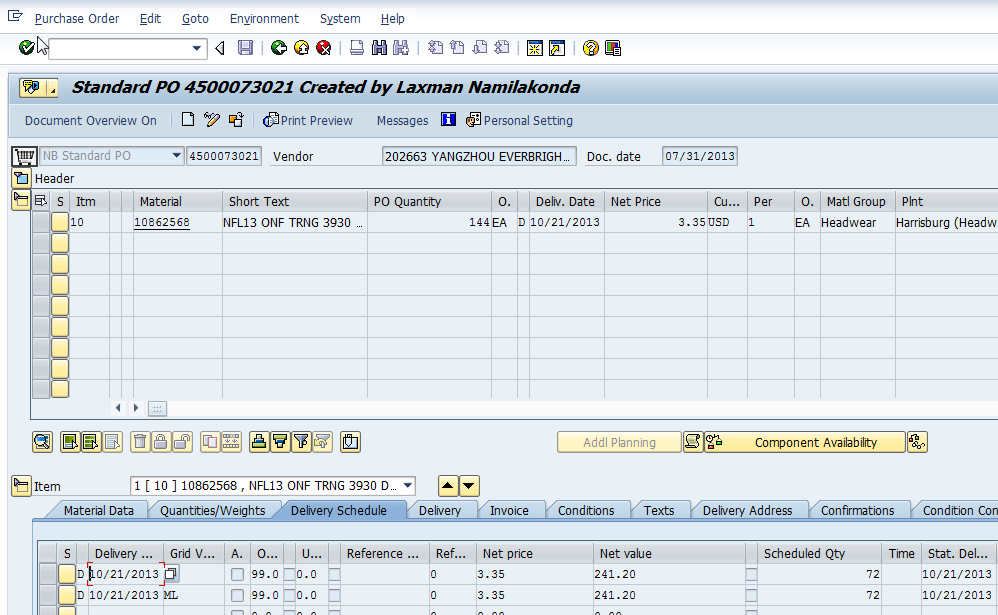 Purchase Order Edit Goto Environment System Help
Standard PO 4500073021 Created by Laxman Namilakonda
Document Overview On Print Preview Messages Personal Setting
NB Standard PO 4500073021 Vendor 202663 YANGZHOU EVERBRIGH... Doc. date 07/31/2013
Header
S Itm Material Short Text PO Quantity O. Deliv. Date Net Price Cu... Per O. Matl Group Plnt
10 10862568 NFL13 ONF TRNG 3930 ... 144 EA D 10/21/2013 3.35 USD 1 EA Headwear Harrisburg (Headw
Addl Planning Component Availability
Item 1 [ 10 ] 10862568 , NFL13 ONF TRNG 3930 D...
Material Data Quantities/Weights Delivery Schedule Delivery Invoice Conditions Texts Delivery Address Confirmations Condition Con
S Delivery ... Grid V... A. O... U... Reference ... Ref... Net price Net value Scheduled Qty Time Stat. Del...
D 10/21/2013 99.0 0.0 0 3.35 241.20 72 10/21/2013
D 10/21/2013 ML 99.0 0.0 0 3.35 241.20 72 10/21/2013